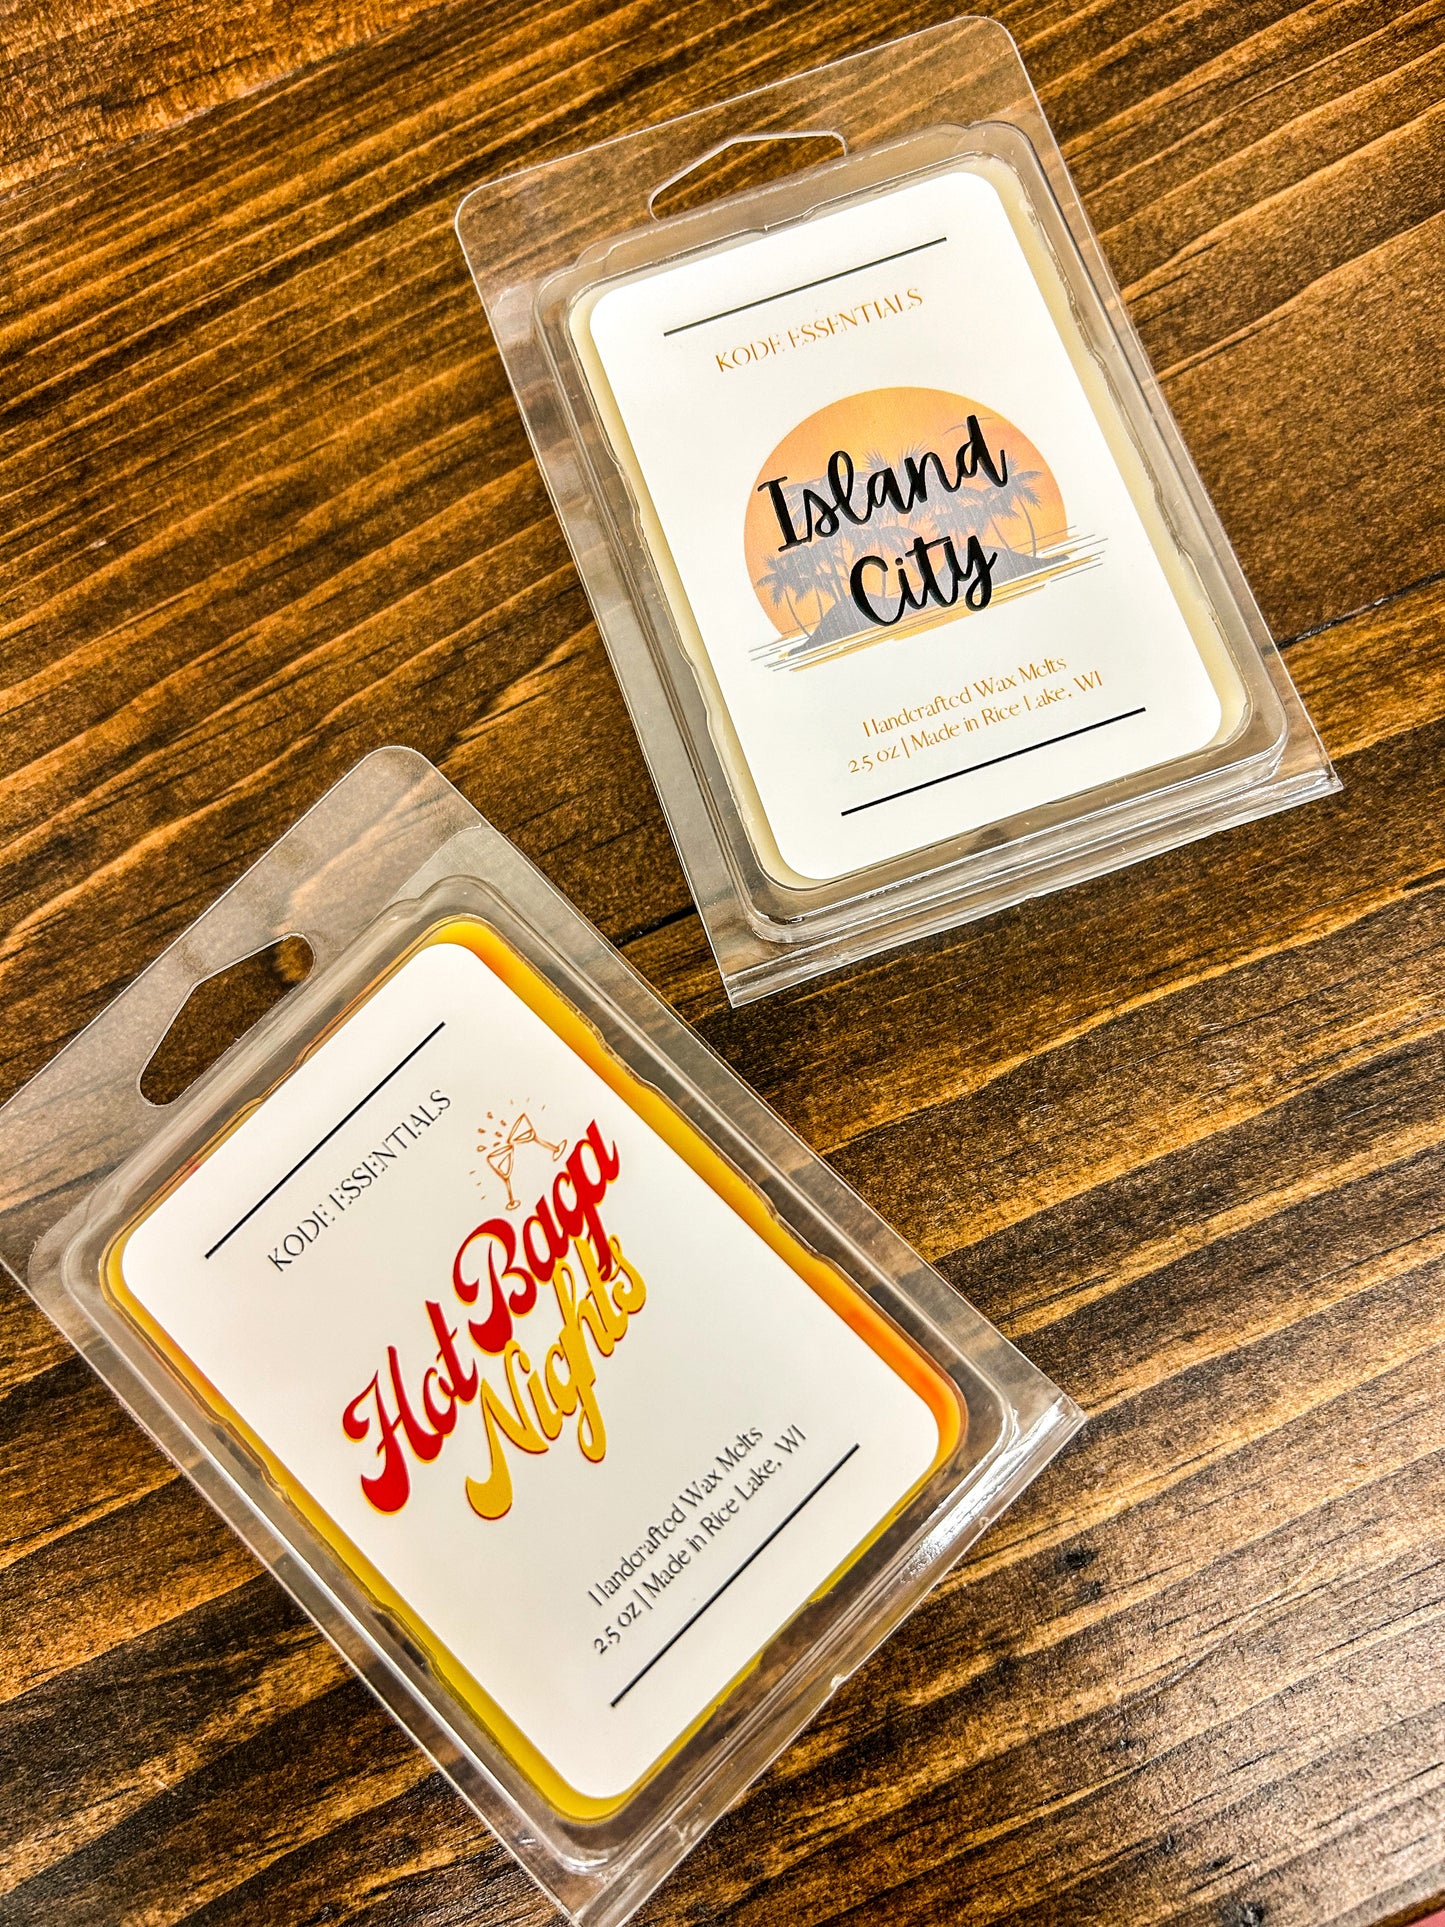 KODE ESSENTIALS
Island
City
Handcrafted Wax Melts
2.5 oz | Made in Rice Lake, WI
KODE ESSENTIALS
Hot Baga
Nights
Handcrafted Wax Melts
2.5 oz | Made in Rice Lake, WI